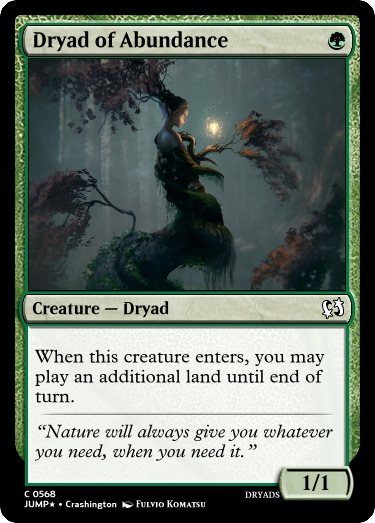 Dryad of Abundance
Creature — Dryad
When this creature enters, you may
play an additional land until end of
turn.
“Nature will always give you whatever
you need, when you need it.”
1/1
C 0568
JUMP★ • Crashington Fulvio Komatsu
DRYADS